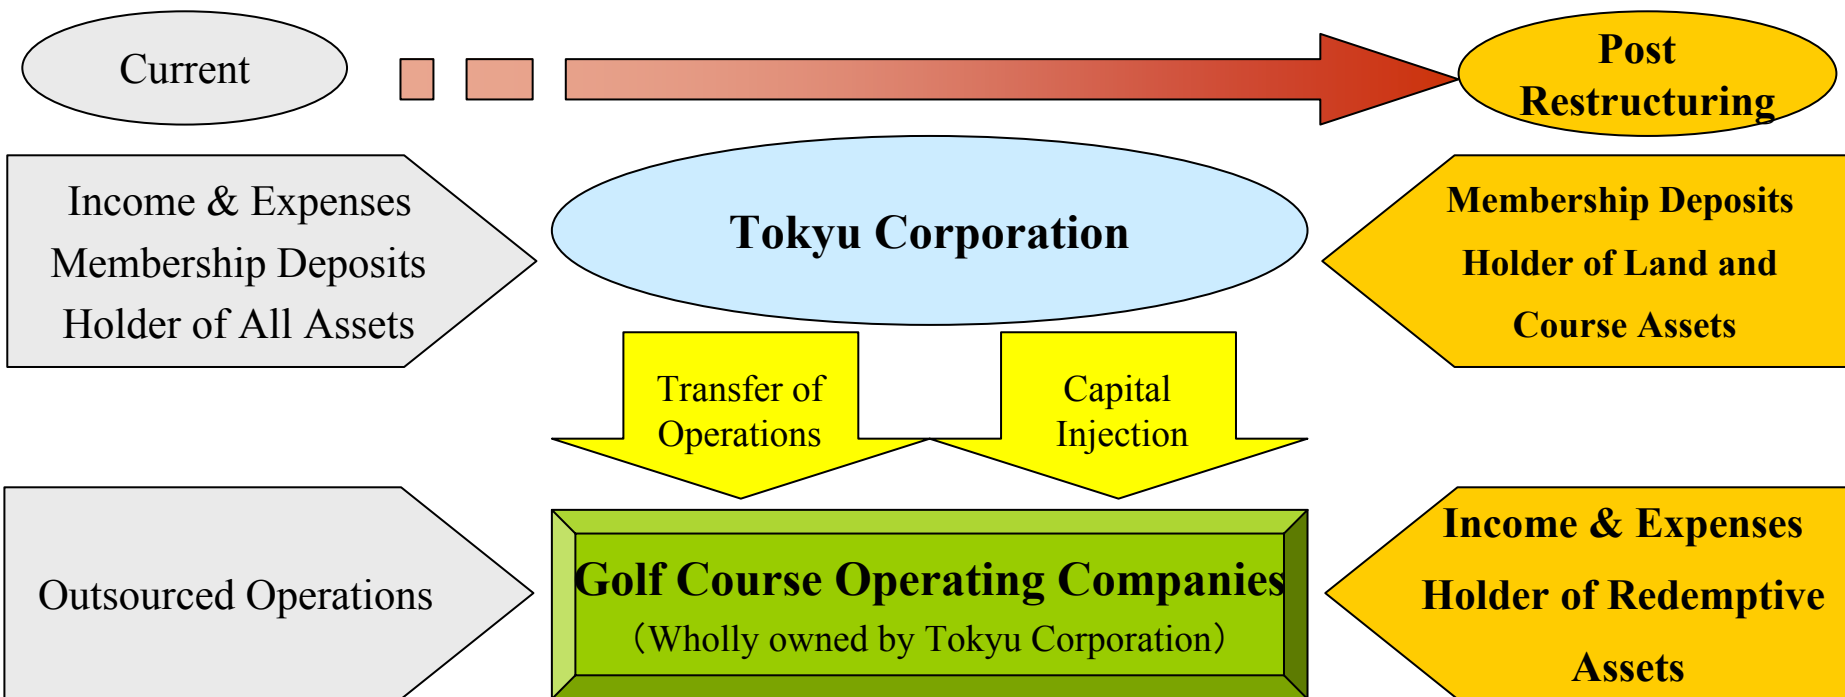 Current
Post
Restructuring
Income & Expenses
Membership Deposits
Holder of All Assets
Tokyu Corporation
Membership Deposits
Holder of Land and
Course Assets
Transfer of
Operations
Capital
Injection
Outsourced Operations
Golf Course Operating Companies
（Wholly owned by Tokyu Corporation）
Income & Expenses
Holder of Redemptive
Assets